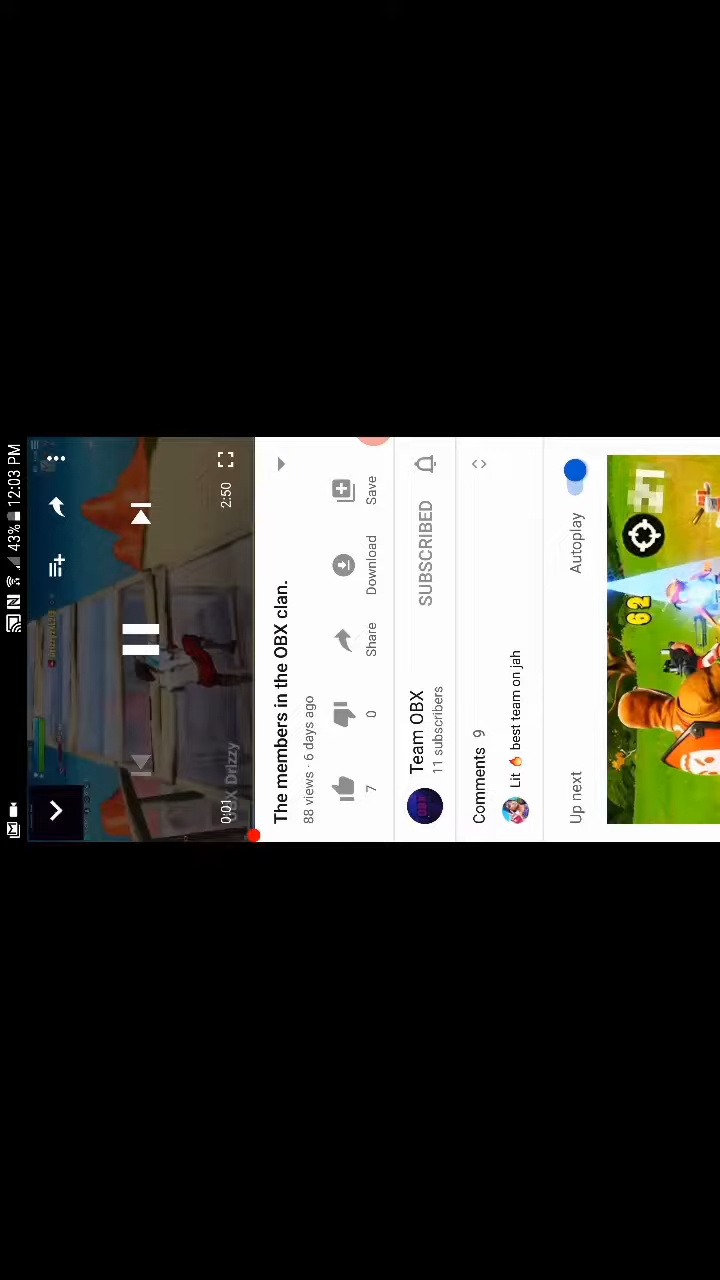 43% 12:03 PM
0:01
2:50
OBX Drizzy
The members in the OBX clan.
88 views · 6 days ago
7
0
Share
Download
Save
Team OBX
11 subscribers
SUBSCRIBED
Comments 9
Lit 🔥 best team on jah
Up next
Autoplay
62